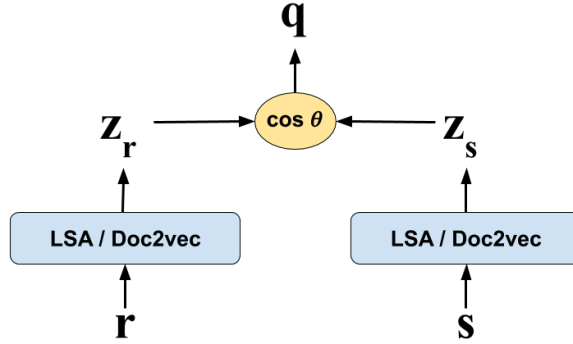 q
cos θ
z_r
z_s
LSA / Doc2vec
LSA / Doc2vec
r
s